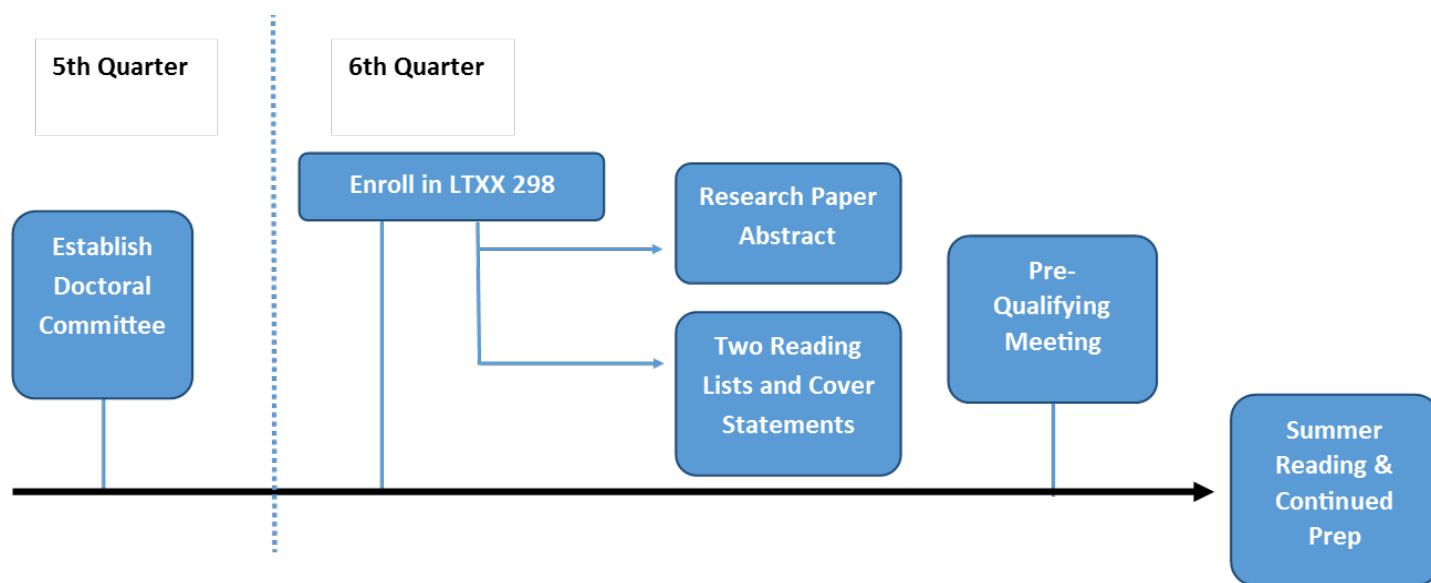 5th Quarter
6th Quarter
Establish
Doctoral
Committee
Enroll in LTXX 298
Research Paper
Abstract
Two Reading
Lists and Cover
Statements
Pre-
Qualifying
Meeting
Summer
Reading &
Continued
Prep